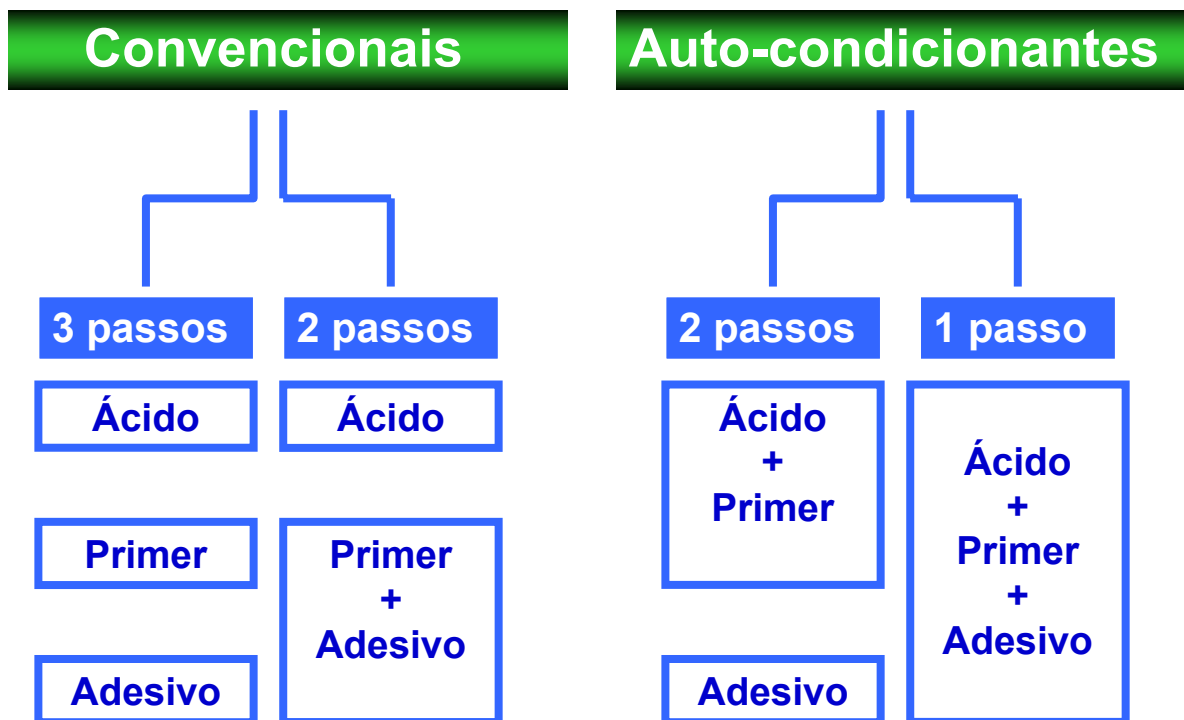 Convencionais
3 passos
Ácido
Primer
Adesivo
2 passos
Ácido
Primer
+
Adesivo
Auto-condicionantes
2 passos
Ácido
+
Primer
Adesivo
1 passo
Ácido
+
Primer
+
Adesivo